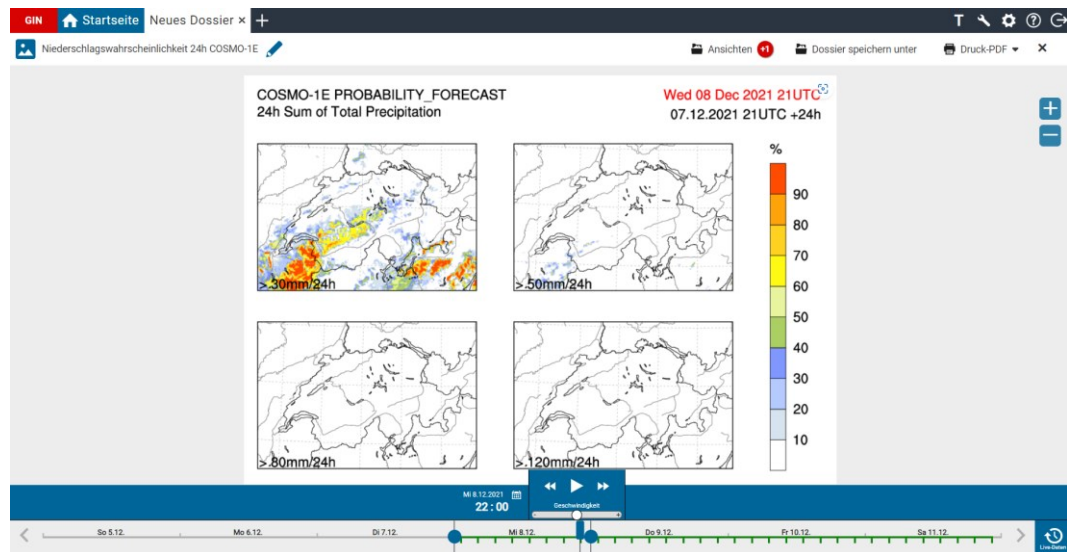 GIN Startseite Neues Dossier × + T
Niederschlagswahrscheinlichkeit 24h COSMO-1E Ansichten +1 Dossier speichern unter Druck-PDF
COSMO-1E PROBABILITY_FORECAST Wed 08 Dec 2021 21UTC
24h Sum of Total Precipitation 07.12.2021 21UTC +24h
%
90
80
70
60
50
40
30
20
10
>.30mm/24h >.50mm/24h
>.80mm/24h >.120mm/24h
Mi 8.12.2021
22:00 Geschwindigkeit
- +
So 5.12. Mo 6.12. Di 7.12. Mi 8.12. Do 9.12. Fr 10.12. Sa 11.12.
Live-Daten